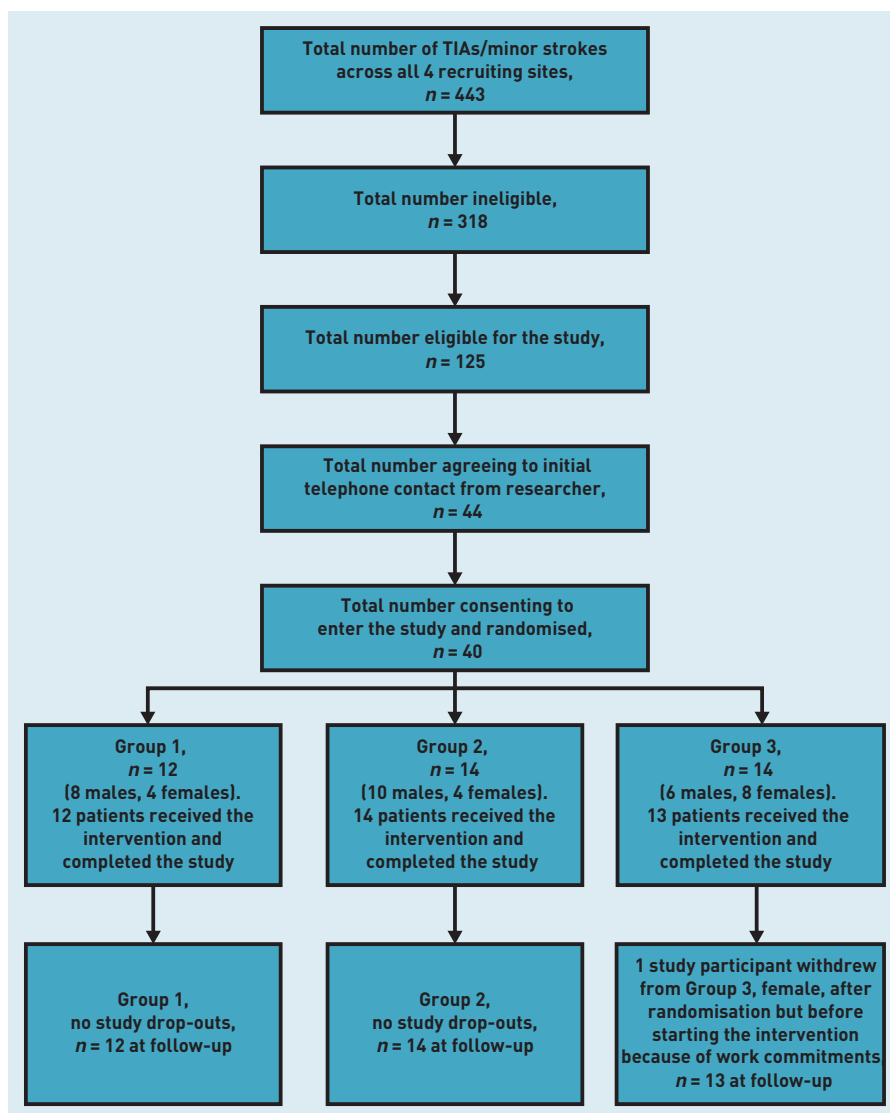 Total number of TIAs/minor strokes
across all 4 recruiting sites,
n = 443
Total number ineligible,
n = 318
Total number eligible for the study,
n = 125
Total number agreeing to initial
telephone contact from researcher,
n = 44
Total number consenting to
enter the study and randomised,
n = 40
Group 1,
n = 12
(8 males, 4 females).
12 patients received the
intervention and
completed the study
Group 2,
n = 14
(10 males, 4 females).
14 patients received the
intervention and
completed the study
Group 3,
n = 14
(6 males, 8 females).
13 patients received the
intervention and
completed the study
Group 1,
no study drop-outs,
n = 12 at follow-up
Group 2,
no study drop-outs,
n = 14 at follow-up
1 study participant withdrew
from Group 3, female, after
randomisation but before
starting the intervention
because of work commitments,
n = 13 at follow-up